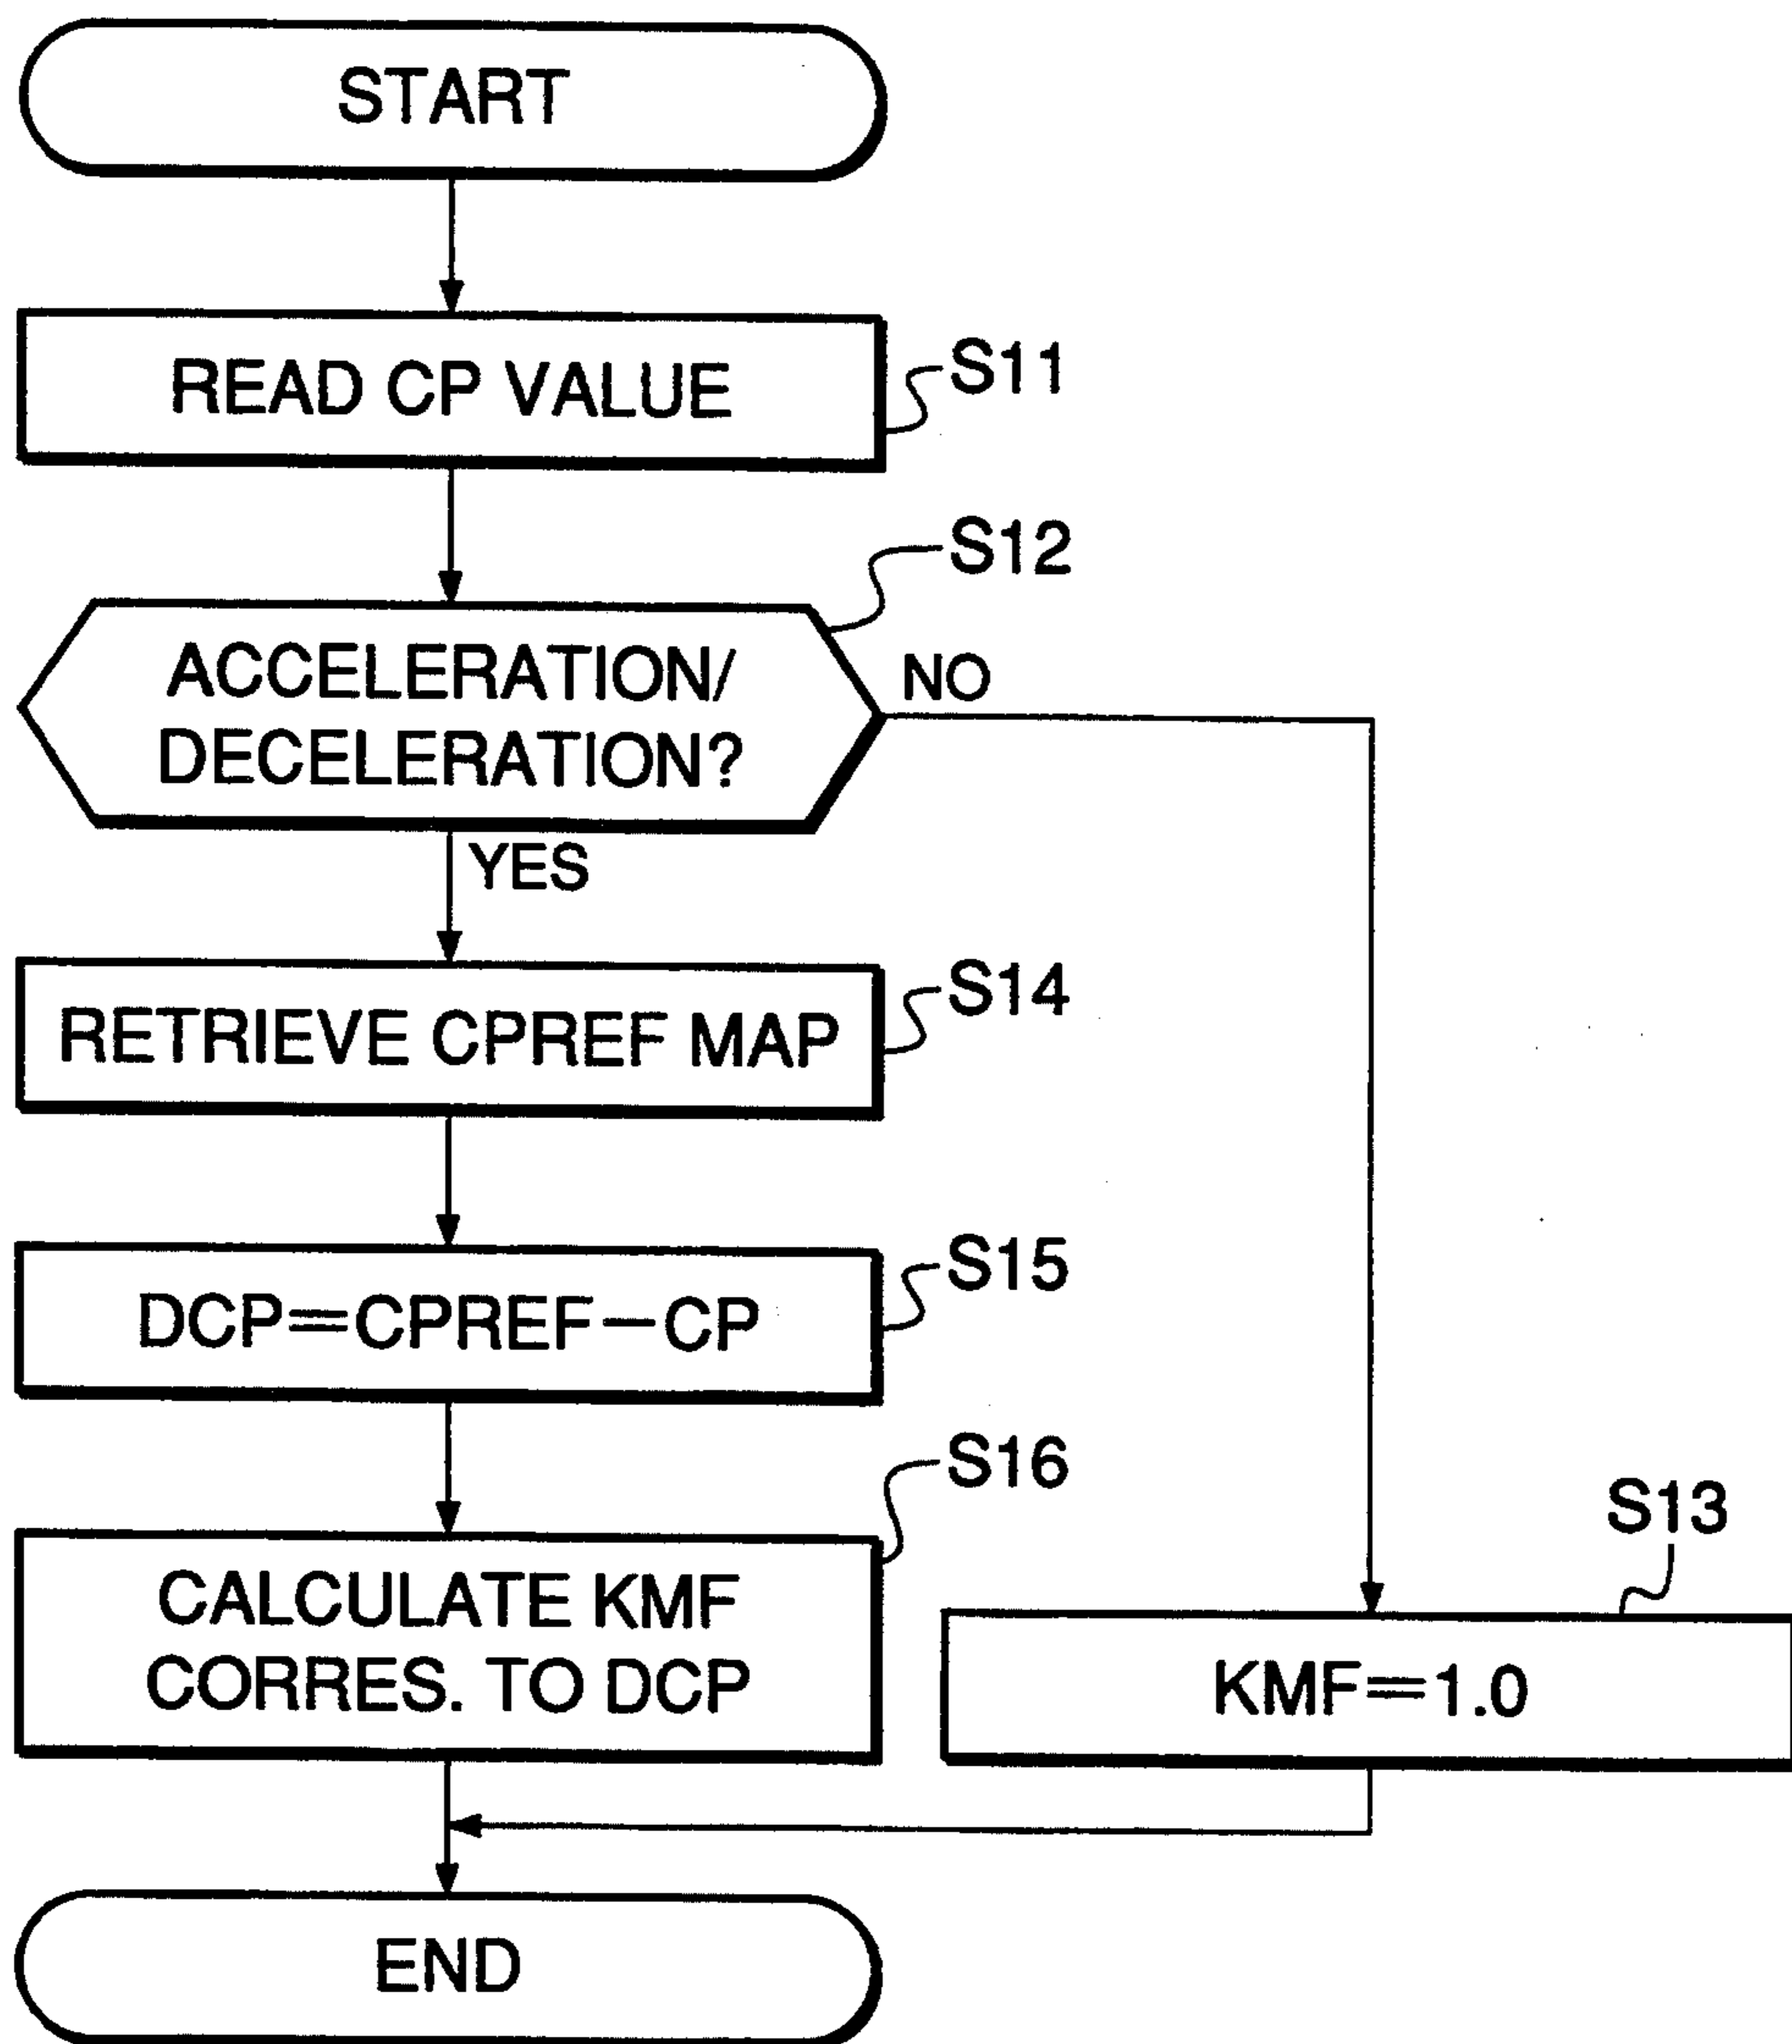 START
READ CP VALUE
S11
S12
ACCELERATION/
DECELERATION?
NO
YES
RETRIEVE CPREF MAP
S14
DCP=CPREF-CP
S15
S16
CALCULATE KMF
CORRES. TO DCP
S13
KMF=1.0
END